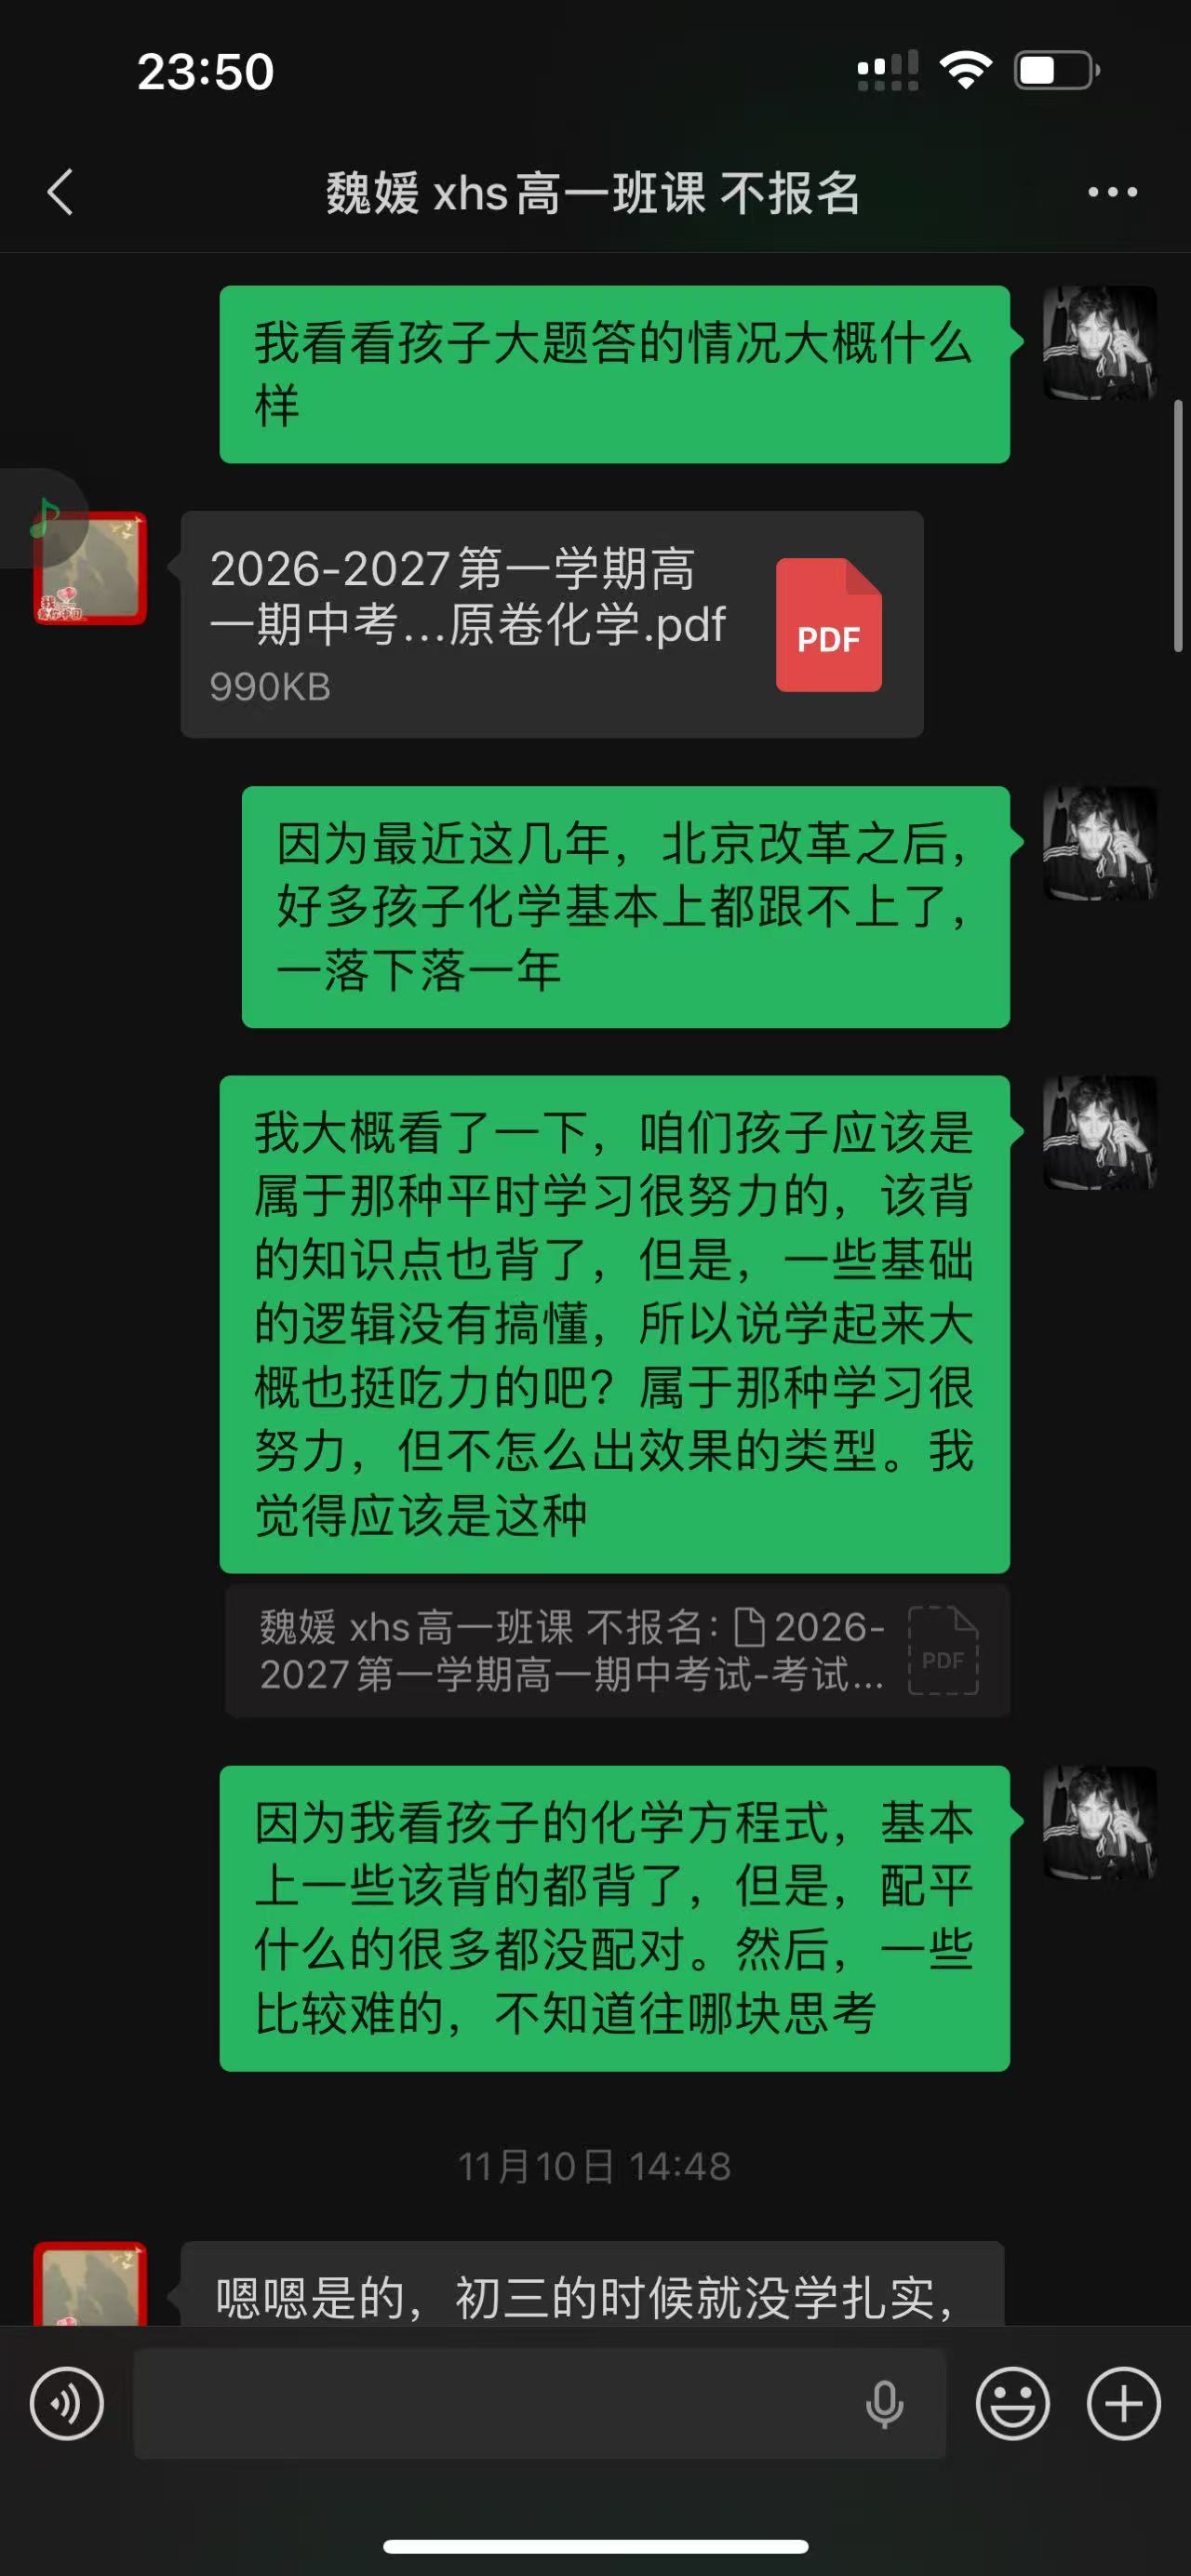 23:50
魏媛 xhs高一班课 不报名
我看看孩子大题答的情况大概什么
样
2026-2027第一学期高
一期中考...原卷化学.pdf
990KB
PDF
因为最近这几年，北京改革之后，
好多孩子化学基本上都跟不上了，
一落下落一年
我大概看了一下，咱们孩子应该是
属于那种平时学习很努力的，该背
的知识点也背了，但是，一些基础
的逻辑没有搞懂，所以说学起来大
概也挺吃力的吧？属于那种学习很
努力，但不怎么出效果的类型。我
觉得应该是这种
魏媛 xhs高一班课 不报名：2026-
2027第一学期高一期中考试-考试...
PDF
因为我看孩子的化学方程式，基本
上一些该背的都背了，但是，配平
什么的很多都没配对。然后，一些
比较难的，不知道往哪块思考
11月10日 14:48
嗯嗯是的，初三的时候就没学扎实，